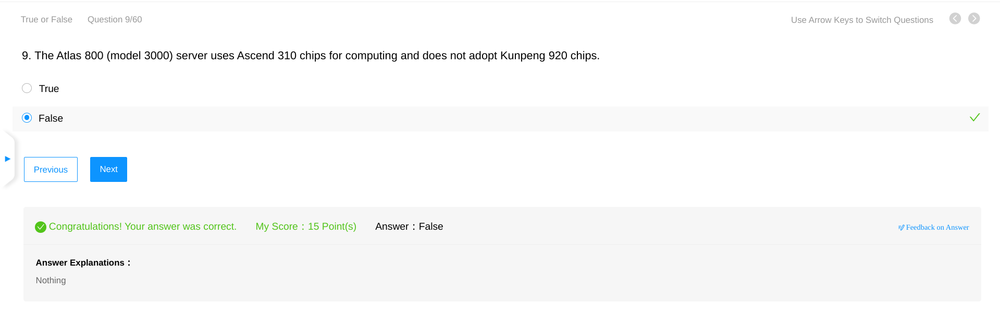 True or False Question 9/60 Use Arrow Keys to Switch Questions
9. The Atlas 800 (model 3000) server uses Ascend 310 chips for computing and does not adopt Kunpeng 920 chips.
True
False
Previous Next
Congratulations! Your answer was correct. My Score：15 Point(s) Answer：False Feedback on Answer
Answer Explanations：
Nothing